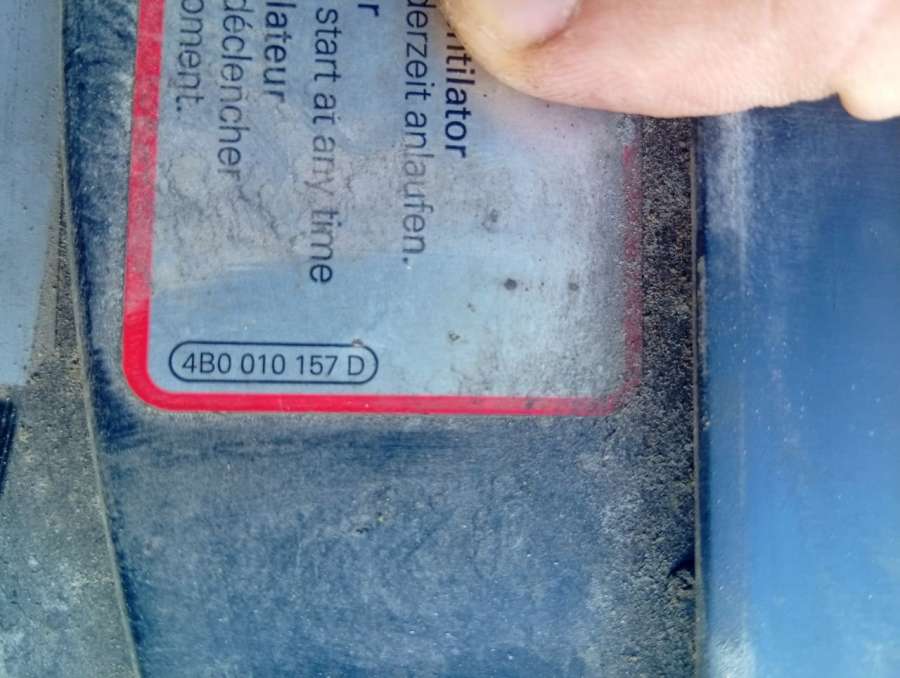 ntilator
derzeit anlaufen.
r
start at any time
lateur
déclencher
oment.
4B0 010 157 D